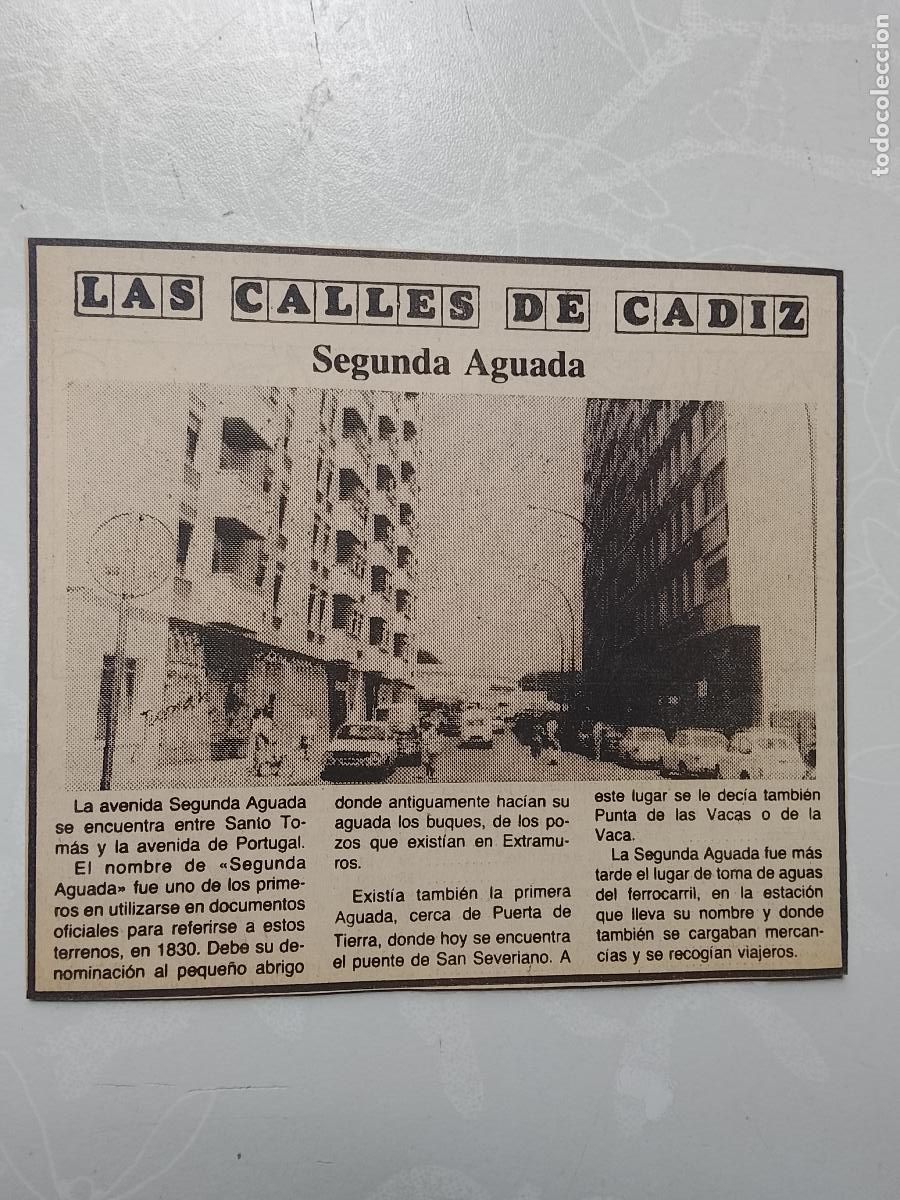 todocoleccion
LAS CALLES DE CADIZ
Segunda Aguada
La avenida Segunda Aguada
se encuentra entre Santo To-
más y la avenida de Portugal.
El nombre de «Segunda
Aguada» fue uno de los prime-
ros en utilizarse en documentos
oficiales para referirse a estos
terrenos, en 1830. Debe su de-
nominación al pequeño abrigo
donde antiguamente hacían su
aguada los buques, de los po-
zos que existían en Extramu-
ros.
Existía también la primera
Aguada, cerca de Puerta de
Tierra, donde hoy se encuentra
el puente de San Severiano. A
este lugar se le decía también
Punta de las Vacas o de la
Vaca.
La Segunda Aguada fue más
tarde el lugar de toma de aguas
del ferrocarril, en la estación
que lleva su nombre y donde
también se cargaban mercan-
cías y se recogían viajeros.